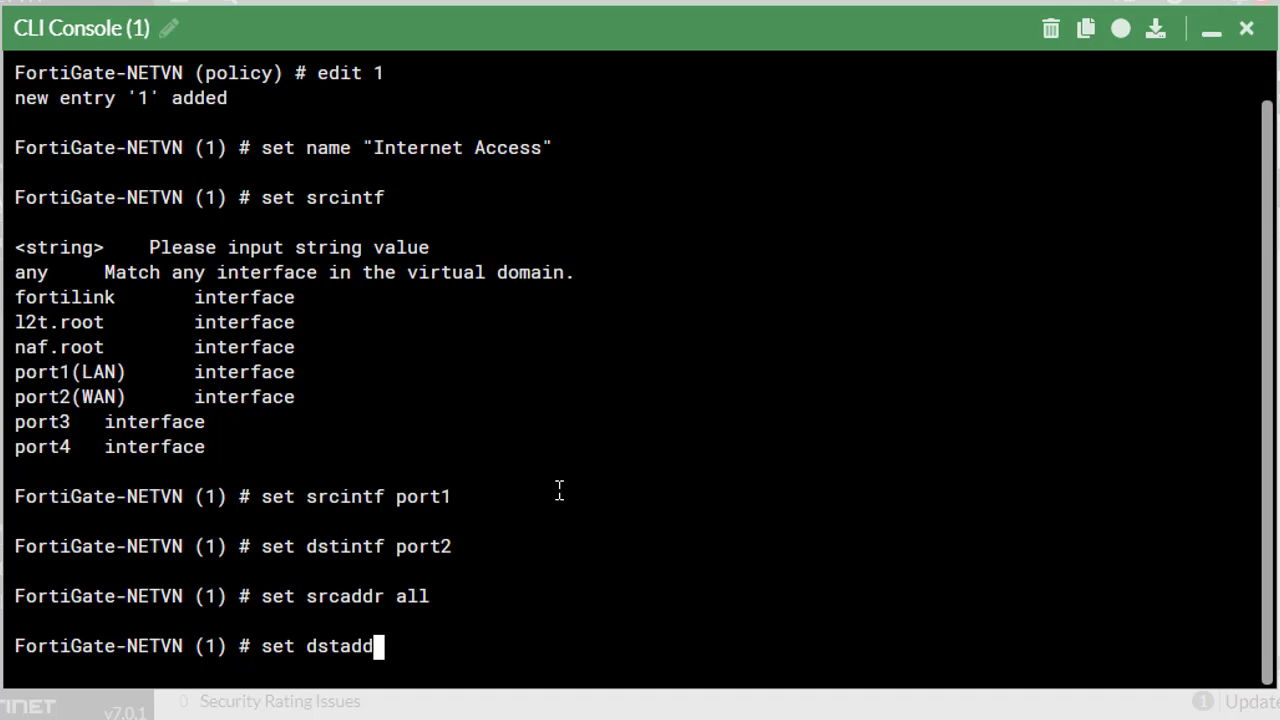 CLI Console (1)
FortiGate-NETVN (policy) # edit 1
new entry '1' added
FortiGate-NETVN (1) # set name "Internet Access"
FortiGate-NETVN (1) # set srcintf
<string>    Please input string value
any     Match any interface in the virtual domain.
fortilink       interface
l2t.root        interface
naf.root        interface
port1(LAN)      interface
port2(WAN)      interface
port3   interface
port4   interface
FortiGate-NETVN (1) # set srcintf port1
FortiGate-NETVN (1) # set dstintf port2
FortiGate-NETVN (1) # set srcaddr all
FortiGate-NETVN (1) # set dstadd
TINET v7.0.1 0 Security Rating Issues 1 Update